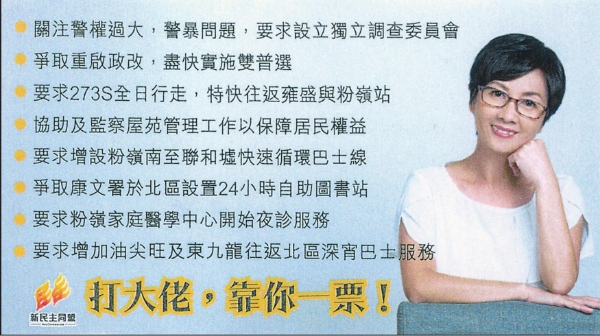 關注警權過大，警暴問題，要求設立獨立調查委員會
爭取重啟政改，盡快實施雙普選
要求273S全日行走，特快往返雍盛與粉嶺站
協助及監察屋苑管理工作以保障居民權益
要求增設粉嶺南至聯和墟快速循環巴士線
爭取康文署於北區設置24小時自助圖書站
要求粉嶺家庭醫學中心開始夜診服務
要求增加油尖旺及東九龍往返北區深宵巴士服務
新民主同盟
打大佬，靠你一票！